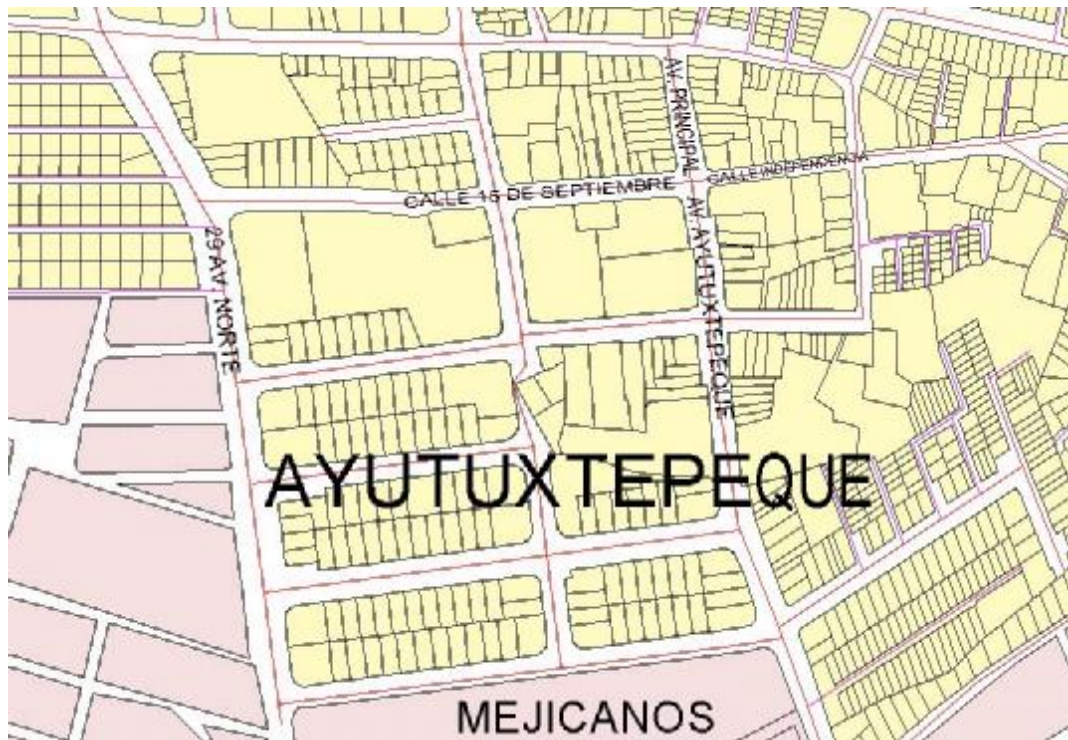 AV. PRINCIPAL
CALLE 15 DE SEPTIEMBRE
CALLE INDEPENDENCIA
AV. AYUTUXTEPEQUE
29 AV. NORTE
AYUTUXTEPEQUE
MEJICANOS